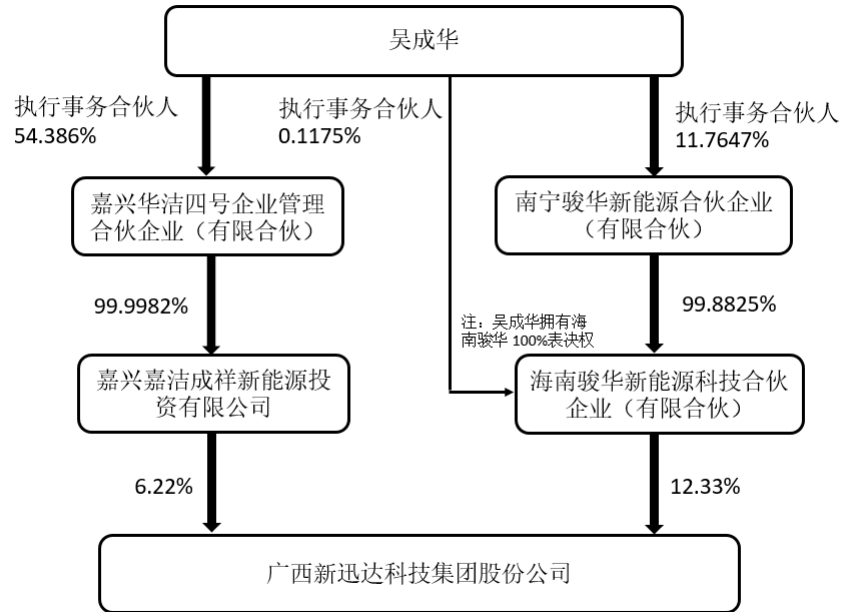 吴成华
执行事务合伙人
54.386%
执行事务合伙人
0.1175%
执行事务合伙人
11.7647%
嘉兴华洁四号企业管理
合伙企业（有限合伙）
南宁骏华新能源合伙企业
（有限合伙）
99.9982%
99.8825%
注：吴成华拥有海
南骏华 100%表决权
嘉兴嘉洁成祥新能源投
资有限公司
海南骏华新能源科技合伙
企业（有限合伙）
6.22%
12.33%
广西新迅达科技集团股份公司